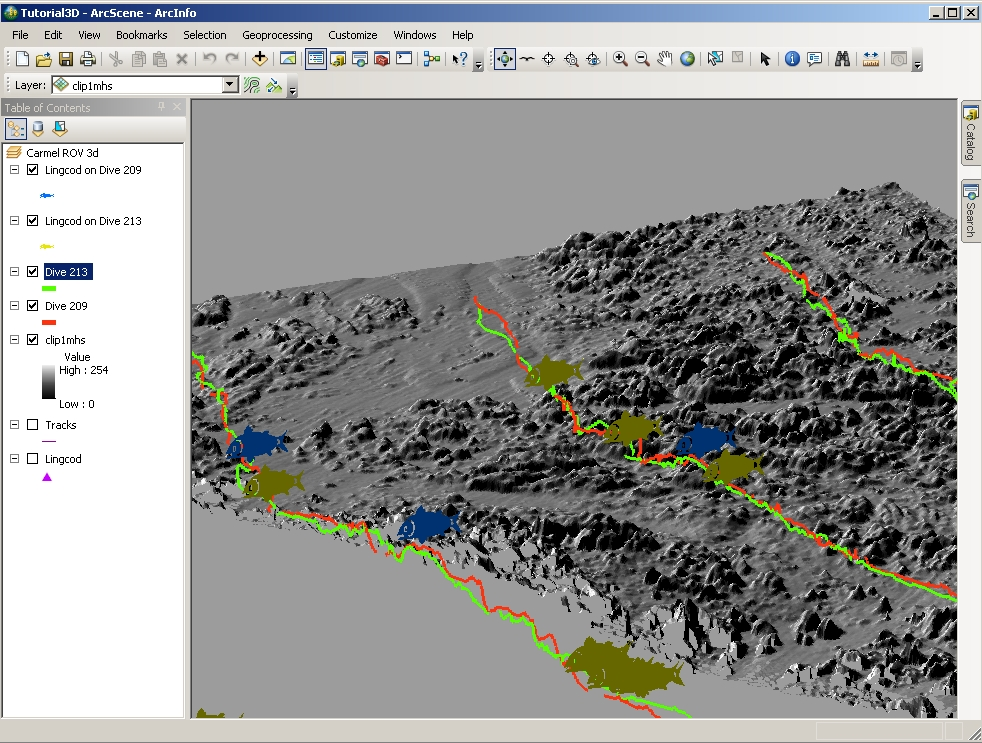 Tutorial3D - ArcScene - ArcInfo
File Edit View Bookmarks Selection Geoprocessing Customize Windows Help
Layer: clip1mhs
Table of Contents
Carmel ROV 3d
Lingcod on Dive 209
Lingcod on Dive 213
Dive 213
Dive 209
clip1mhs
Value
High : 254
Low : 0
Tracks
Lingcod
Catalog
Search